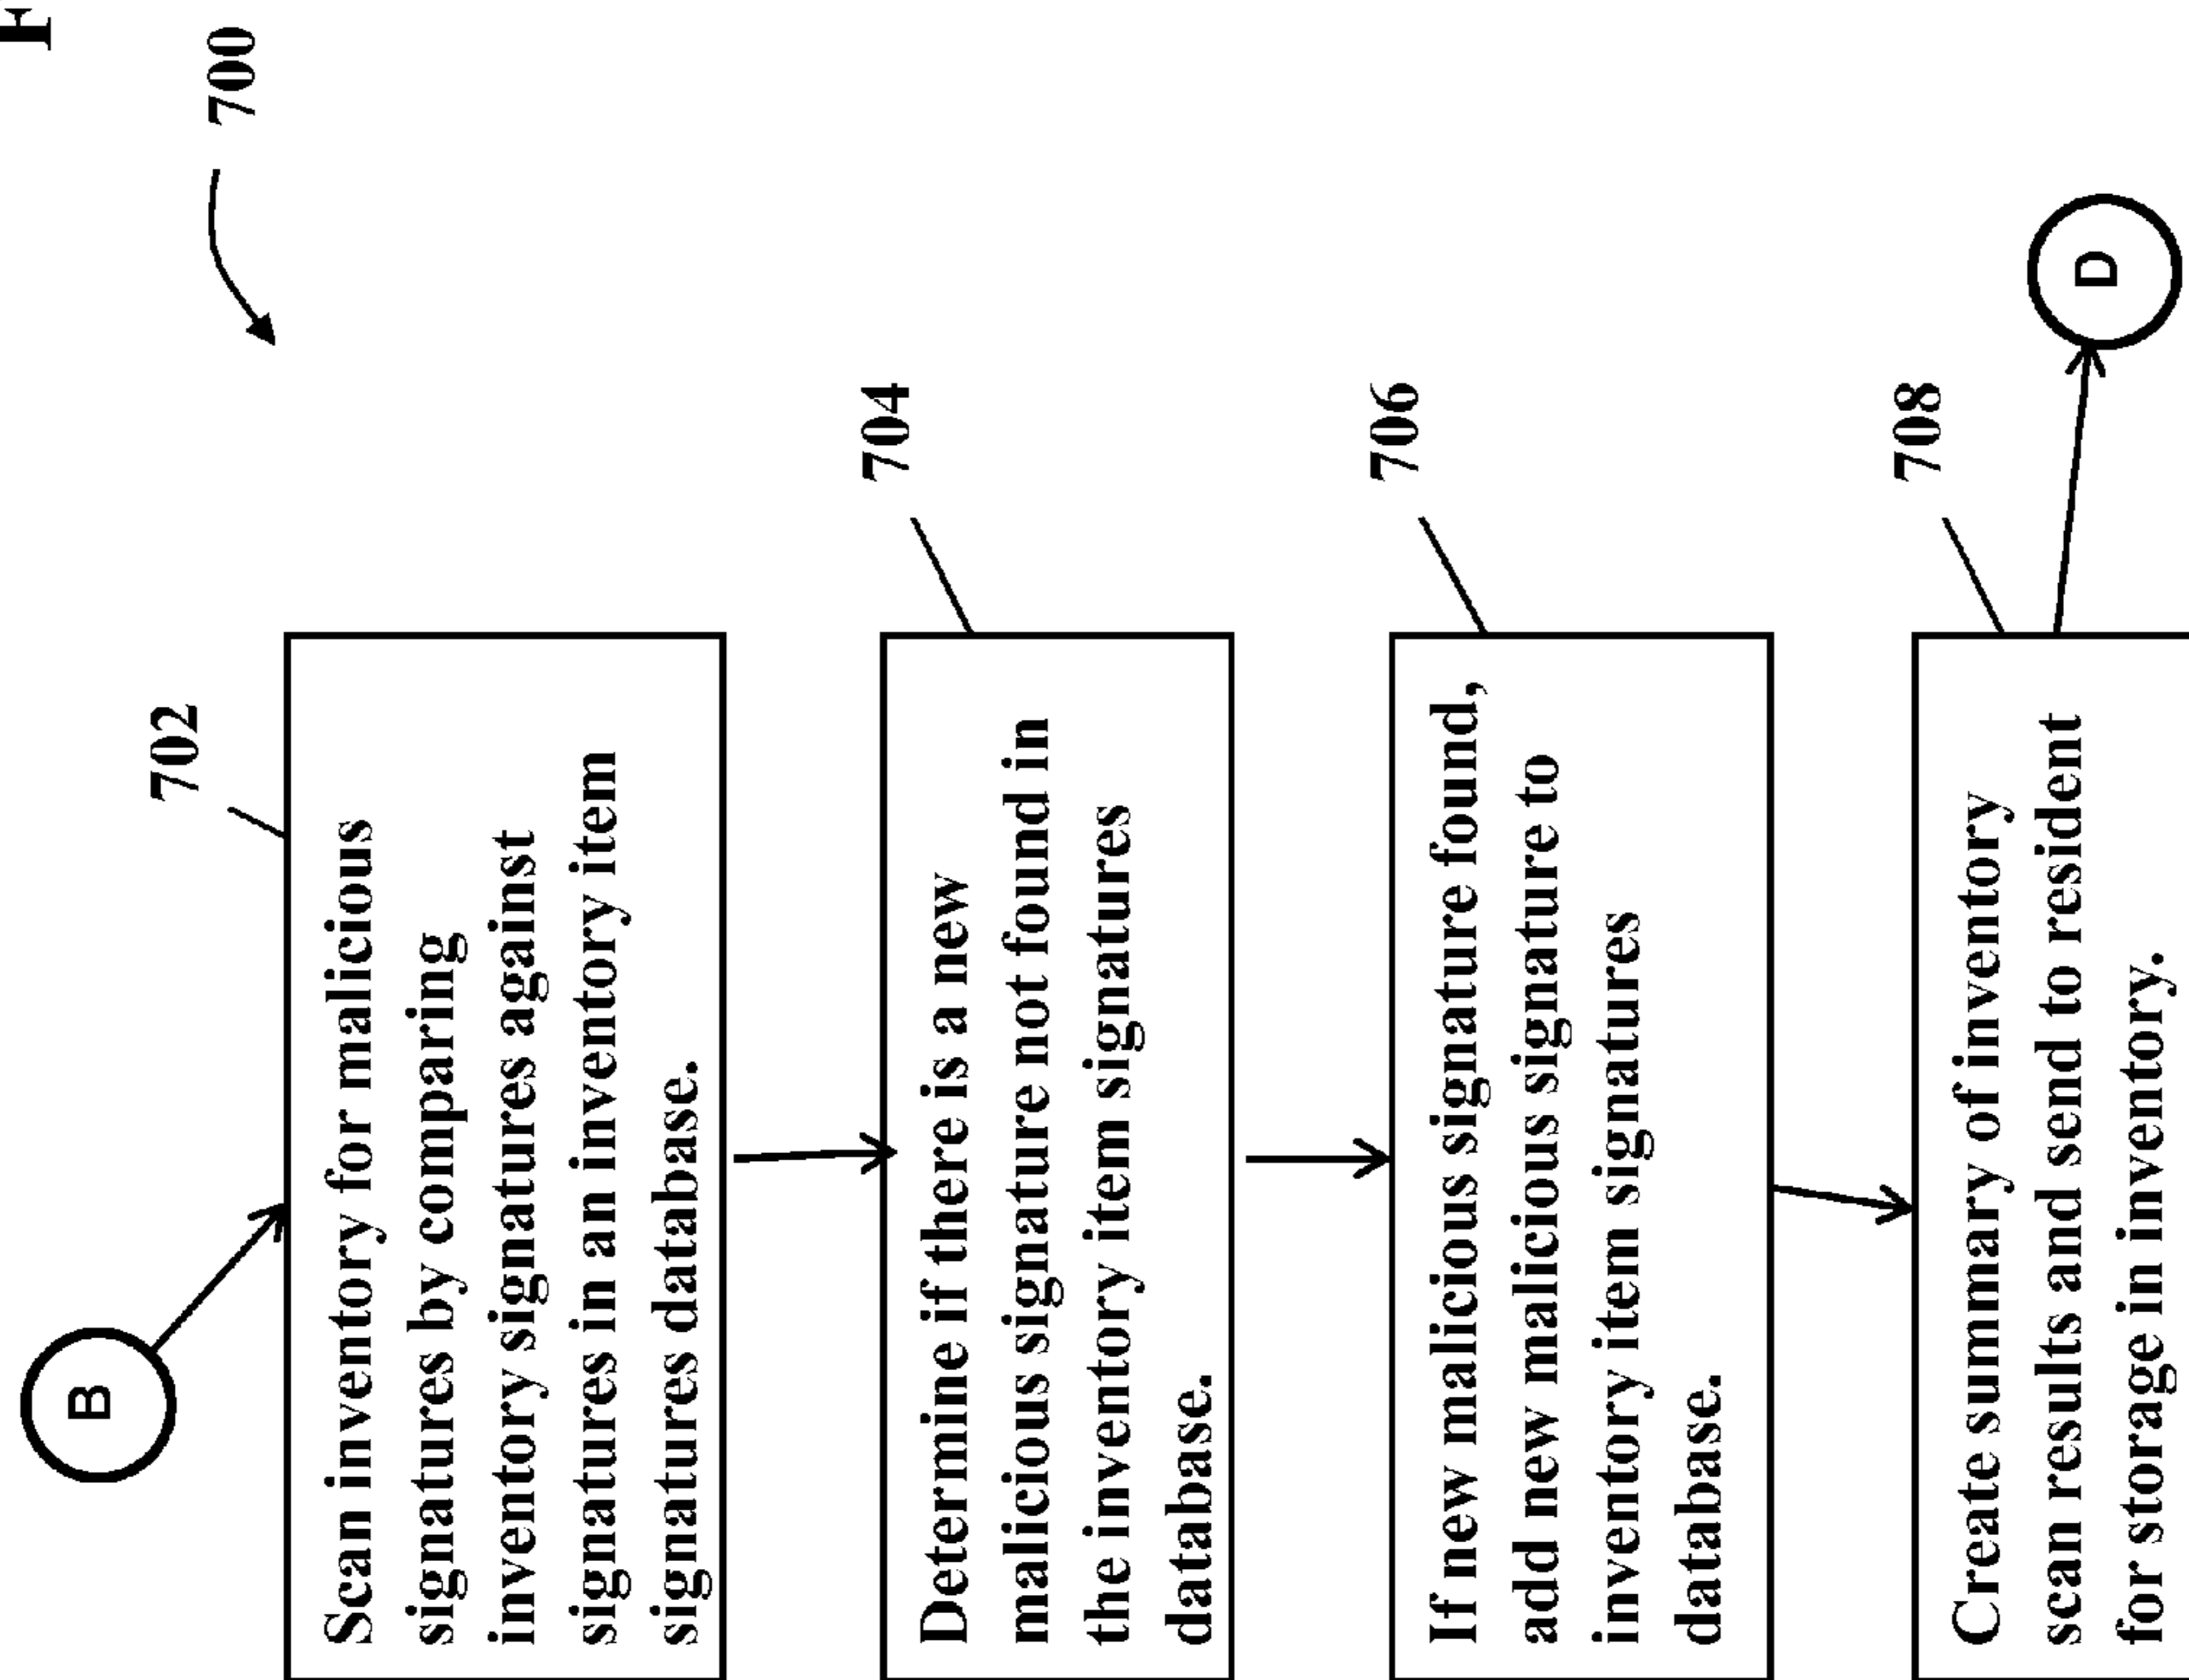 700
B
702
Scan inventory for malicious
signatures by comparing
inventory signatures against
signatures in an inventory item
signatures database.
704
Determine if there is a new
malicious signature not found in
the inventory item signatures
database.
706
If new malicious signature found,
add new malicious signature to
inventory item signatures
database.
708
Create summary of inventory
scan results and send to resident
for storage in inventory.
D